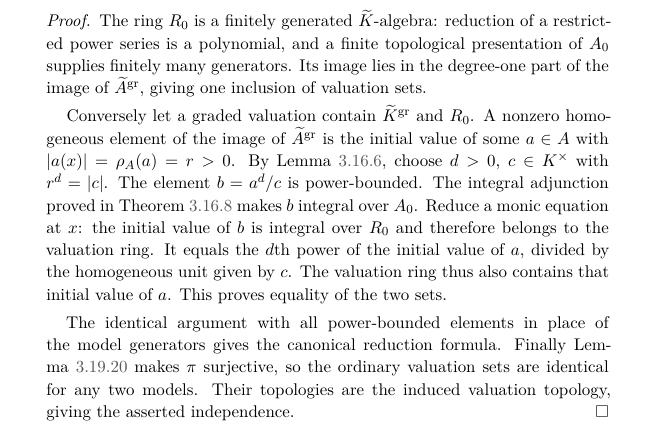 Proof. The ring R₀ is a finitely generated K̃-algebra: reduction of a restrict-
ed power series is a polynomial, and a finite topological presentation of A₀
supplies finitely many generators. Its image lies in the degree-one part of the
image of Ã^gr, giving one inclusion of valuation sets.
Conversely let a graded valuation contain K̃^gr and R₀. A nonzero homo-
geneous element of the image of Ã^gr is the initial value of some a ∈ A with
|a(x)| = ρ_A(a) = r > 0. By Lemma 3.16.6, choose d > 0, c ∈ K^× with
r^d = |c|. The element b = a^d/c is power-bounded. The integral adjunction
proved in Theorem 3.16.8 makes b integral over A₀. Reduce a monic equation
at x: the initial value of b is integral over R₀ and therefore belongs to the
valuation ring. It equals the dth power of the initial value of a, divided by
the homogeneous unit given by c. The valuation ring thus also contains that
initial value of a. This proves equality of the two sets.
The identical argument with all power-bounded elements in place of
the model generators gives the canonical reduction formula. Finally Lem-
ma 3.19.20 makes π surjective, so the ordinary valuation sets are identical
for any two models. Their topologies are the induced valuation topology,
giving the asserted independence. □